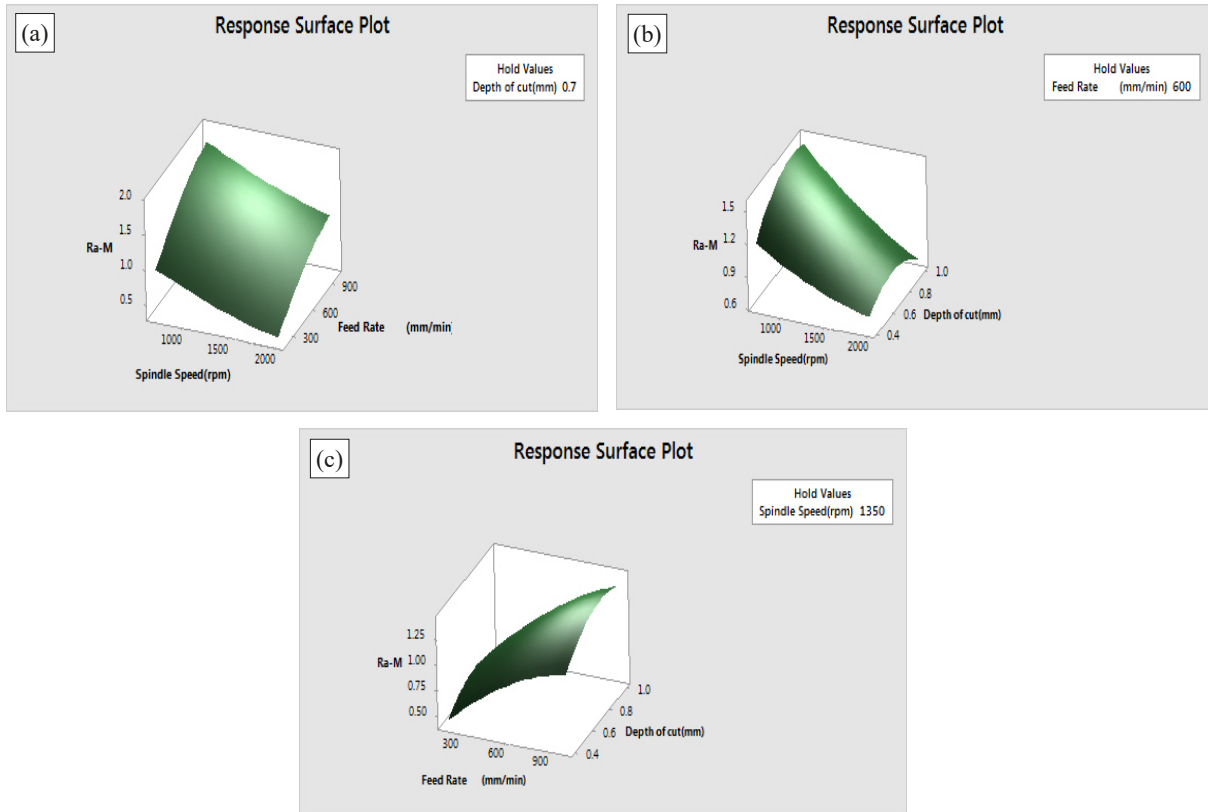 (a)
Response Surface Plot
Hold Values
Depth of cut(mm) 0.7
2.0
1.5
Ra-M
1.0
0.5
1000
1500
2000
Spindle Speed(rpm)
300
600
900
Feed Rate (mm/min)
(b)
Response Surface Plot
Hold Values
Feed Rate (mm/min) 600
1.5
1.2
Ra-M
0.9
0.6
1000
1500
2000
Spindle Speed(rpm)
0.4
0.6
0.8
1.0
Depth of cut(mm)
(c)
Response Surface Plot
Hold Values
Spindle Speed(rpm) 1350
1.25
Ra-M 1.00
0.75
0.50
300
600
900
Feed Rate (mm/min)
0.4
0.6
0.8
1.0
Depth of cut(mm)